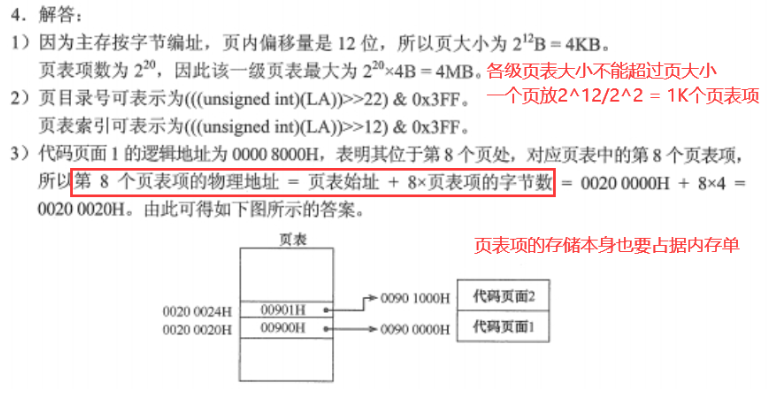 4．解答：
1）因为主存按字节编址，页内偏移量是 12 位，所以页大小为 2^12B = 4KB。
页表项数为 2^20，因此该一级页表最大为 2^20×4B = 4MB。
各级页表大小不能超过页大小
一个页放2^12/2^2 = 1K个页表项
2）页目录号可表示为(((unsigned int)(LA))>>22) & 0x3FF。
页表索引可表示为(((unsigned int)(LA))>>12) & 0x3FF。
3）代码页面 1 的逻辑地址为 0000 8000H，表明其位于第 8 个页处，对应页表中的第 8 个页表项，
所以第 8 个页表项的物理地址 = 页表始址 + 8×页表项的字节数 = 0020 0000H + 8×4 =
0020 0020H。由此可得如下图所示的答案。
页表
页表项的存储本身也要占据内存单
0020 0024H 00901H 0090 1000H 代码页面2
0020 0020H 00900H 0090 0000H 代码页面1